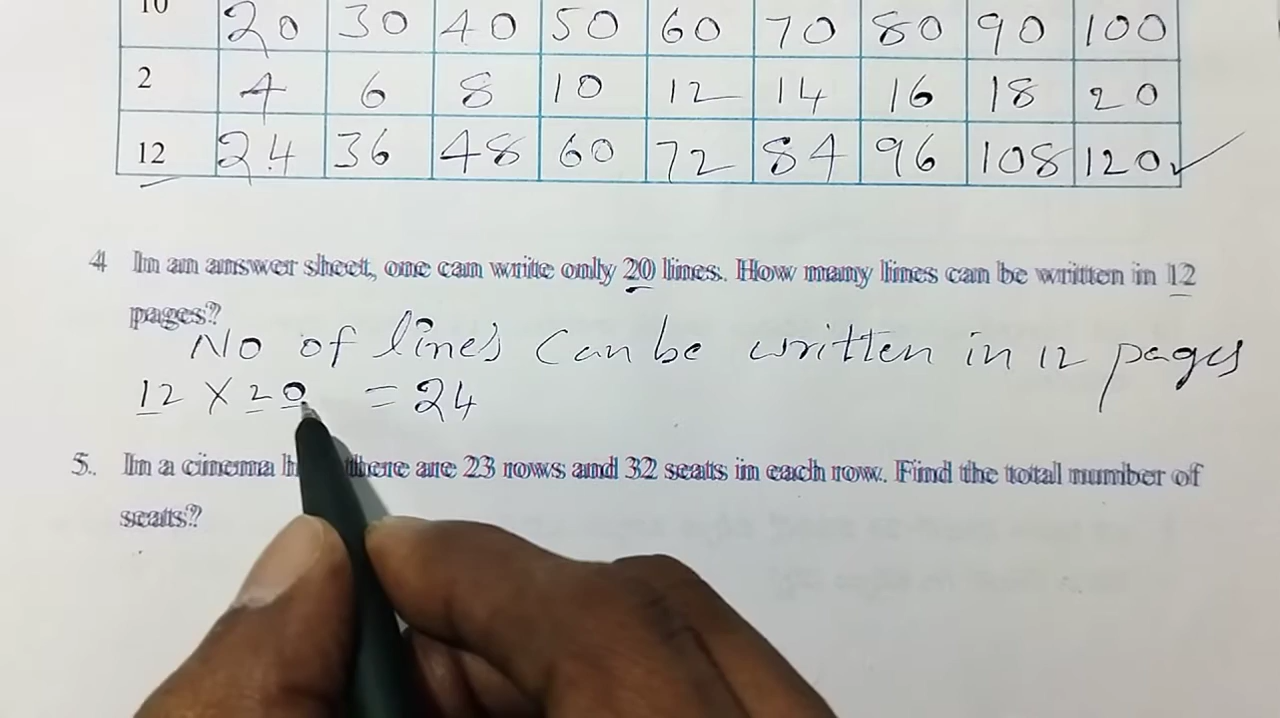 10 20 30 40 50 60 70 80 90 100
2 4 6 8 10 12 14 16 18 20
12 24 36 48 60 72 84 96 108 120
4 In an answer sheet, one can write only 20 lines. How many lines can be written in 12
pages?
No of lines can be written in 12 pages
12 × 20 = 24
5. In a cinema there are 23 rows and 32 seats in each row. Find the total number of
seats?